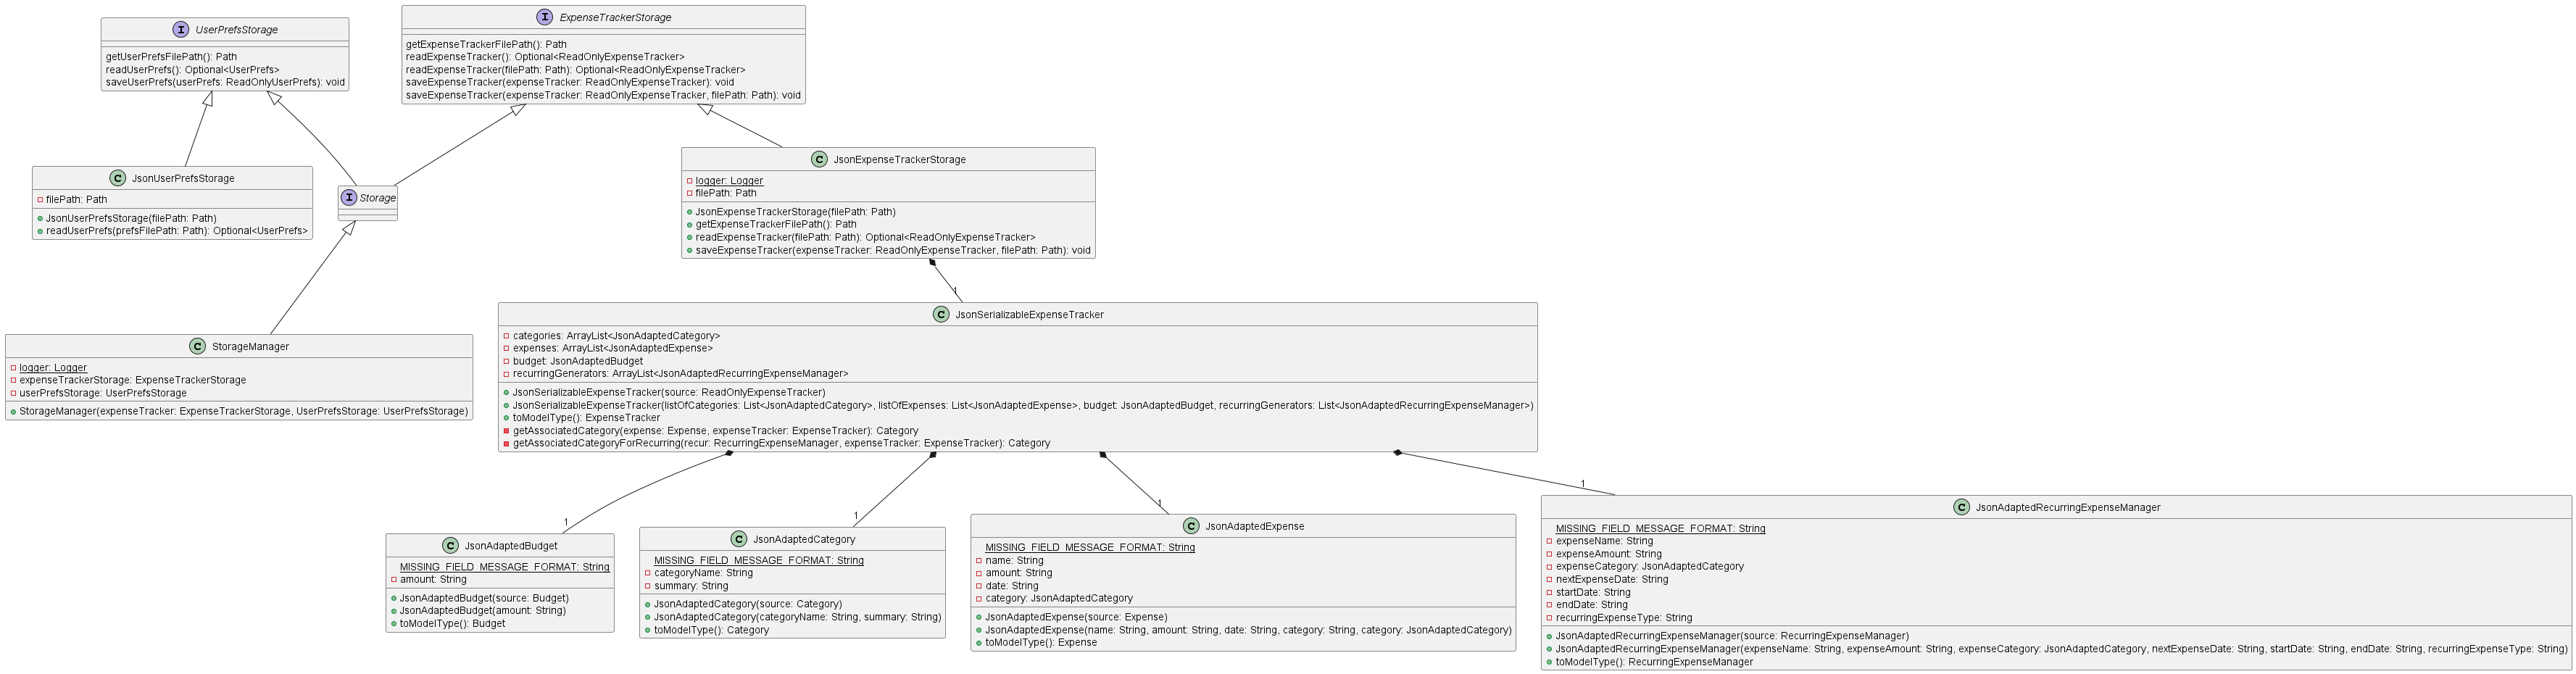 UserPrefsStorage
getUserPrefsFilePath(): Path
readUserPrefs(): Optional<UserPrefs>
saveUserPrefs(userPrefs: ReadOnlyUserPrefs): void
ExpenseTrackerStorage
getExpenseTrackerFilePath(): Path
readExpenseTracker(): Optional<ReadOnlyExpenseTracker>
readExpenseTracker(filePath: Path): Optional<ReadOnlyExpenseTracker>
saveExpenseTracker(expenseTracker: ReadOnlyExpenseTracker): void
saveExpenseTracker(expenseTracker: ReadOnlyExpenseTracker, filePath: Path): void
JsonUserPrefsStorage
filePath: Path
JsonUserPrefsStorage(filePath: Path)
readUserPrefs(prefsFilePath: Path): Optional<UserPrefs>
Storage
JsonExpenseTrackerStorage
logger: Logger
filePath: Path
JsonExpenseTrackerStorage(filePath: Path)
getExpenseTrackerFilePath(): Path
readExpenseTracker(filePath: Path): Optional<ReadOnlyExpenseTracker>
saveExpenseTracker(expenseTracker: ReadOnlyExpenseTracker, filePath: Path): void
1
StorageManager
logger: Logger
expenseTrackerStorage: ExpenseTrackerStorage
userPrefsStorage: UserPrefsStorage
StorageManager(expenseTracker: ExpenseTrackerStorage, UserPrefsStorage: UserPrefsStorage)
JsonSerializableExpenseTracker
categories: ArrayList<JsonAdaptedCategory>
expenses: ArrayList<JsonAdaptedExpense>
budget: JsonAdaptedBudget
recurringGenerators: ArrayList<JsonAdaptedRecurringExpenseManager>
JsonSerializableExpenseTracker(source: ReadOnlyExpenseTracker)
JsonSerializableExpenseTracker(listOfCategories: List<JsonAdaptedCategory>, listOfExpenses: List<JsonAdaptedExpense>, budget: JsonAdaptedBudget, recurringGenerators: List<JsonAdaptedRecurringExpenseManager>)
toModelType(): ExpenseTracker
getAssociatedCategory(expense: Expense, expenseTracker: ExpenseTracker): Category
getAssociatedCategoryForRecurring(recur: RecurringExpenseManager, expenseTracker: ExpenseTracker): Category
1
1
1
1
JsonAdaptedBudget
MISSING_FIELD_MESSAGE_FORMAT: String
amount: String
JsonAdaptedBudget(source: Budget)
JsonAdaptedBudget(amount: String)
toModelType(): Budget
JsonAdaptedCategory
MISSING_FIELD_MESSAGE_FORMAT: String
categoryName: String
summary: String
JsonAdaptedCategory(source: Category)
JsonAdaptedCategory(categoryName: String, summary: String)
toModelType(): Category
JsonAdaptedExpense
MISSING_FIELD_MESSAGE_FORMAT: String
name: String
amount: String
date: String
category: JsonAdaptedCategory
JsonAdaptedExpense(source: Expense)
JsonAdaptedExpense(name: String, amount: String, date: String, category: String, category: JsonAdaptedCategory)
toModelType(): Expense
JsonAdaptedRecurringExpenseManager
MISSING_FIELD_MESSAGE_FORMAT: String
expenseName: String
expenseAmount: String
expenseCategory: JsonAdaptedCategory
nextExpenseDate: String
startDate: String
endDate: String
recurringExpenseType: String
JsonAdaptedRecurringExpenseManager(source: RecurringExpenseManager)
JsonAdaptedRecurringExpenseManager(expenseName: String, expenseAmount: String, expenseCategory: JsonAdaptedCategory, nextExpenseDate: String, startDate: String, endDate: String, recurringExpenseType: String)
toModelType(): RecurringExpenseManager